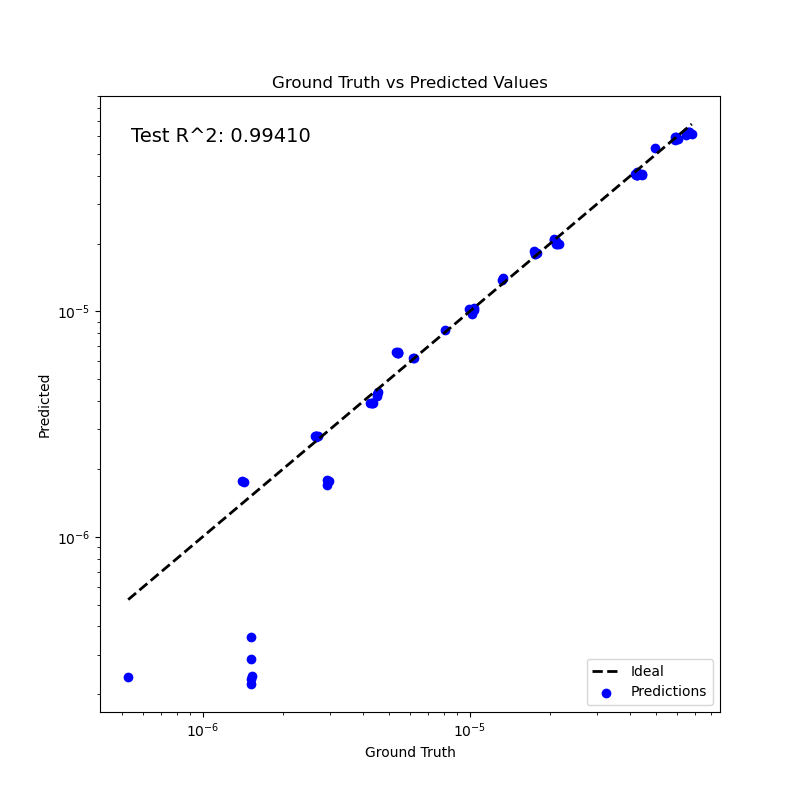 Ground Truth vs Predicted Values
Test R^2: 0.99410
Predicted
10^-5
10^-6
Ideal
Predictions
10^-6
10^-5
Ground Truth